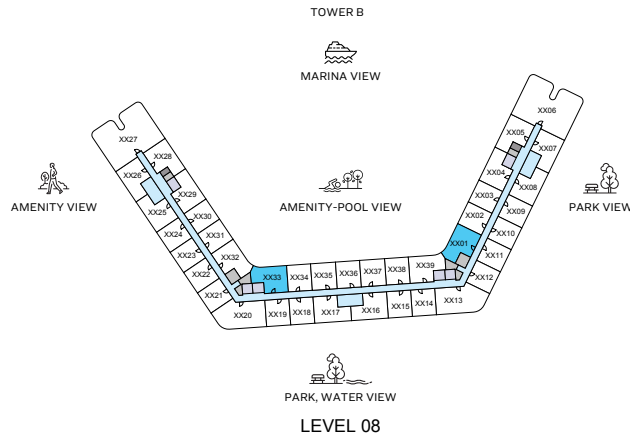 TOWER B
MARINA VIEW
XX06
XX27
XX05
XX07
XX28
XX04
XX08
XX26
XX29
AMENITY VIEW
AMENITY-POOL VIEW
PARK VIEW
XX03
XX09
XX25
XX30
XX02
XX10
XX24
XX31
XX01
XX11
XX23
XX32
XX22
XX33
XX34
XX35
XX36
XX37
XX38
XX39
XX12
XX21
XX20
XX19
XX18
XX17
XX16
XX15
XX14
XX13
PARK, WATER VIEW
LEVEL 08